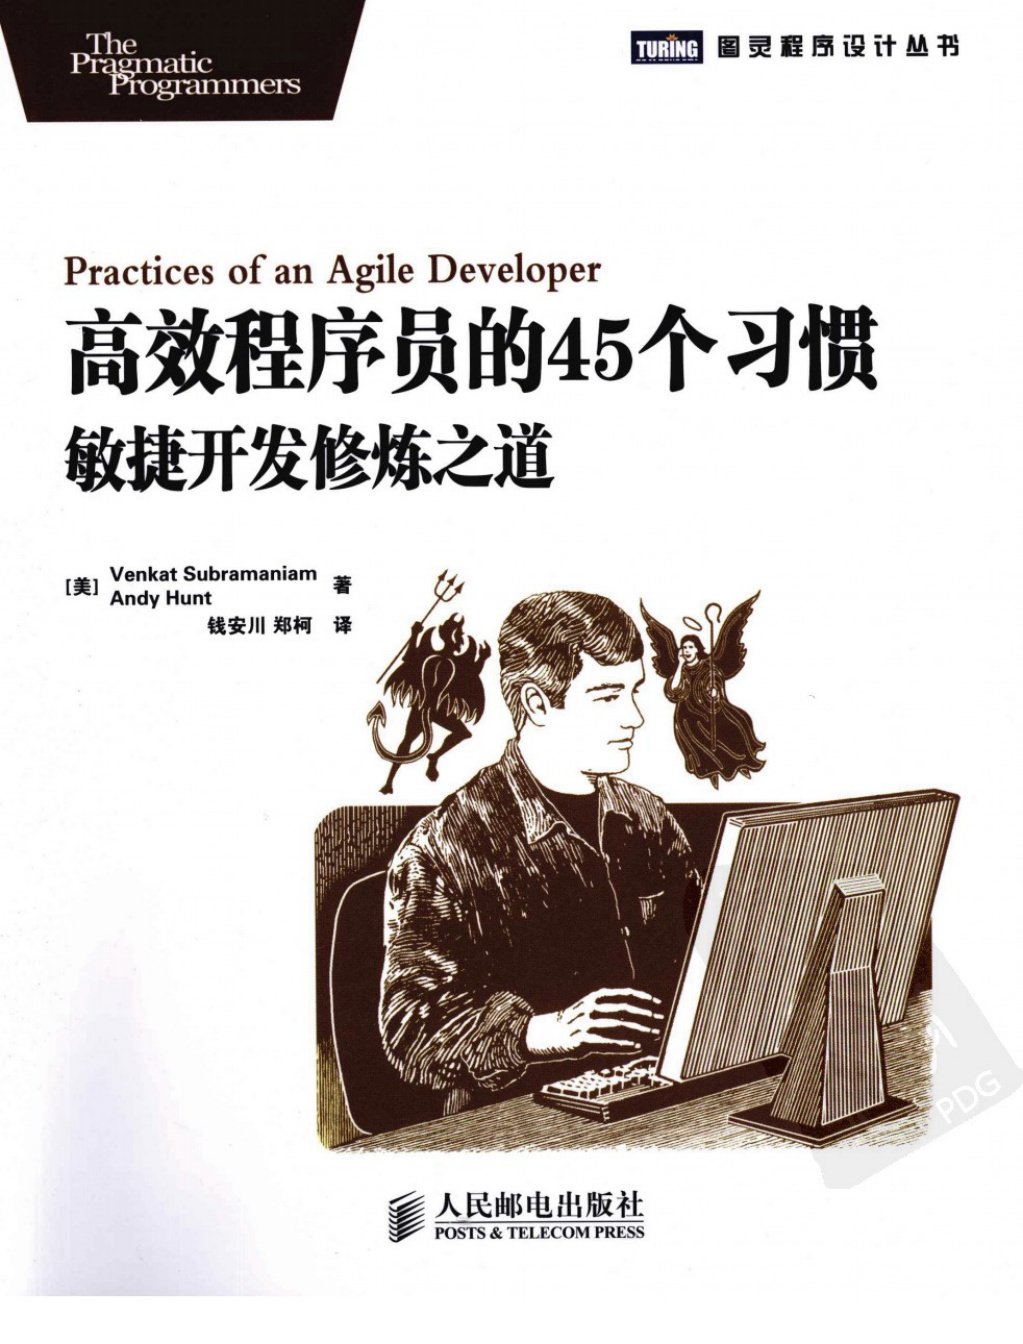 The
Pragmatic
Programmers
TURING 图灵程序设计丛书
Practices of an Agile Developer
高效程序员的45个习惯
敏捷开发修炼之道
[美] Venkat Subramaniam
Andy Hunt 著
钱安川 郑柯 译
PDG
人民邮电出版社
POSTS & TELECOM PRESS